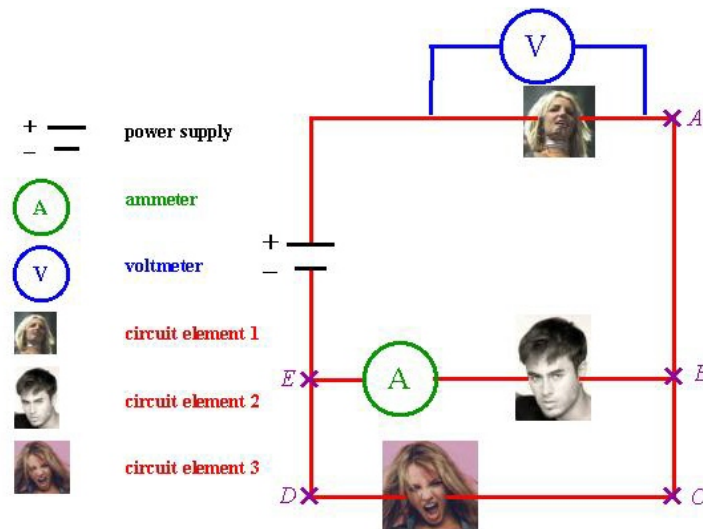 V
A
+
− power supply
A ammeter
V voltmeter
circuit element 1
circuit element 2
circuit element 3
+
−
E
A
B
D
C